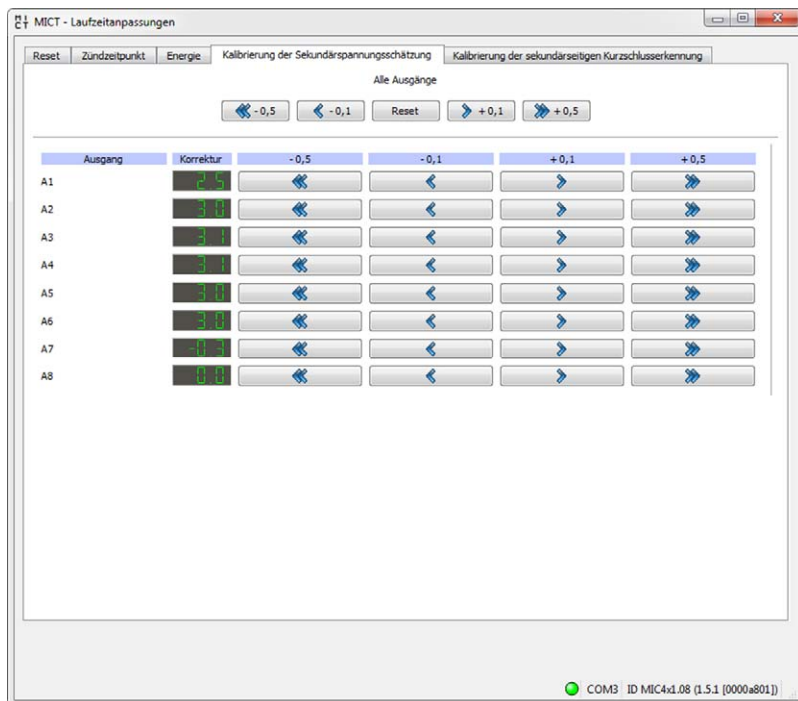 MICT - Laufzeitanpassungen
Reset Zündzeitpunkt Energie Kalibrierung der Sekundärspannungsschätzung Kalibrierung der sekundärseitigen Kurzschlusserkennung
Alle Ausgänge
- 0,5 - 0,1 Reset + 0,1 + 0,5
Ausgang Korrektur - 0,5 - 0,1 + 0,1 + 0,5
A1 2.5
A2 3.0
A3 3.1
A4 3.1
A5 3.0
A6 3.0
A7 -0.3
A8 0.0
COM3 ID MIC4x1.08 (1.5.1 [0000a801])